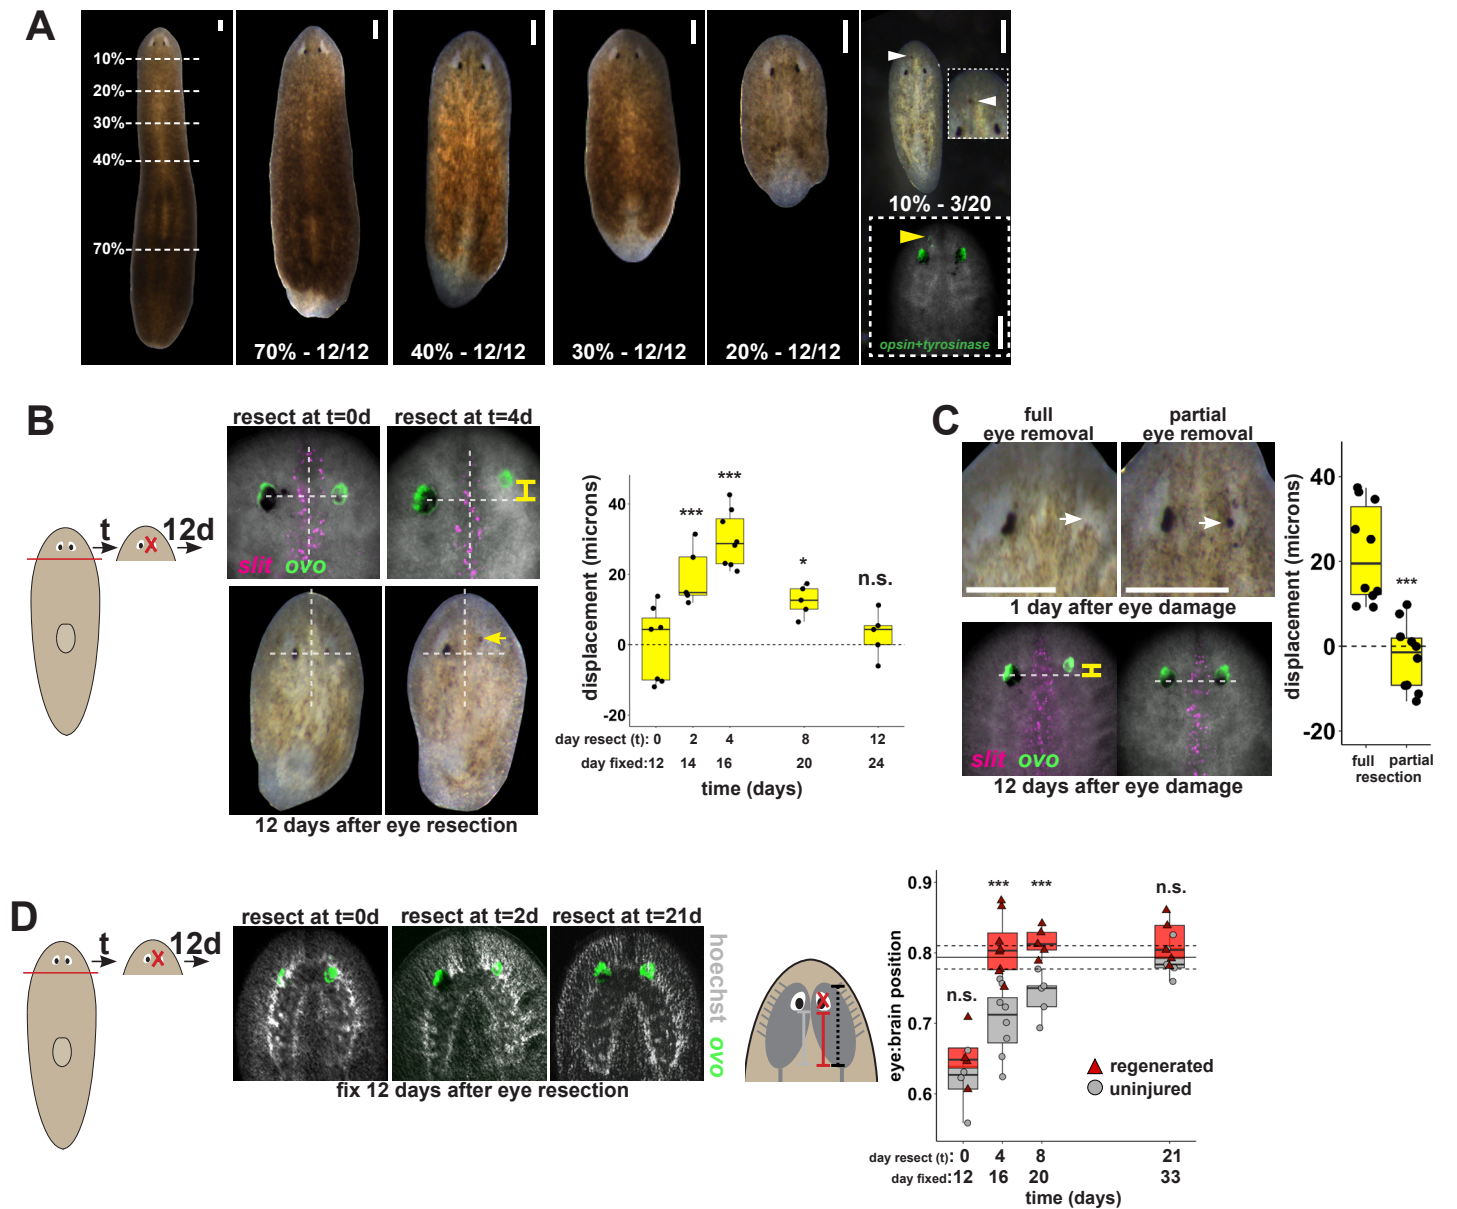 A
10%
20%
30%
40%
70%
70% - 12/12
40% - 12/12
30% - 12/12
20% - 12/12
10% - 3/20
opsin+tyrosinase
B
t
12d
resect at t=0d
resect at t=4d
slit ovo
12 days after eye resection
displacement (microns)
40
20
0
-20
***
***
*
n.s.
day resect (t): 0 2 4 8 12
day fixed:12 14 16 20 24
time (days)
C
full
eye removal
partial
eye removal
1 day after eye damage
slit ovo
12 days after eye damage
displacement (microns)
40
20
0
-20
***
full partial
resection
D
t
12d
resect at t=0d
resect at t=2d
resect at t=21d
hoechst ovo
fix 12 days after eye resection
eye:brain position
0.9
0.8
0.7
0.6
n.s.
***
***
n.s.
regenerated
uninjured
day resect (t): 0 4 8 21
day fixed:12 16 20 33
time (days)